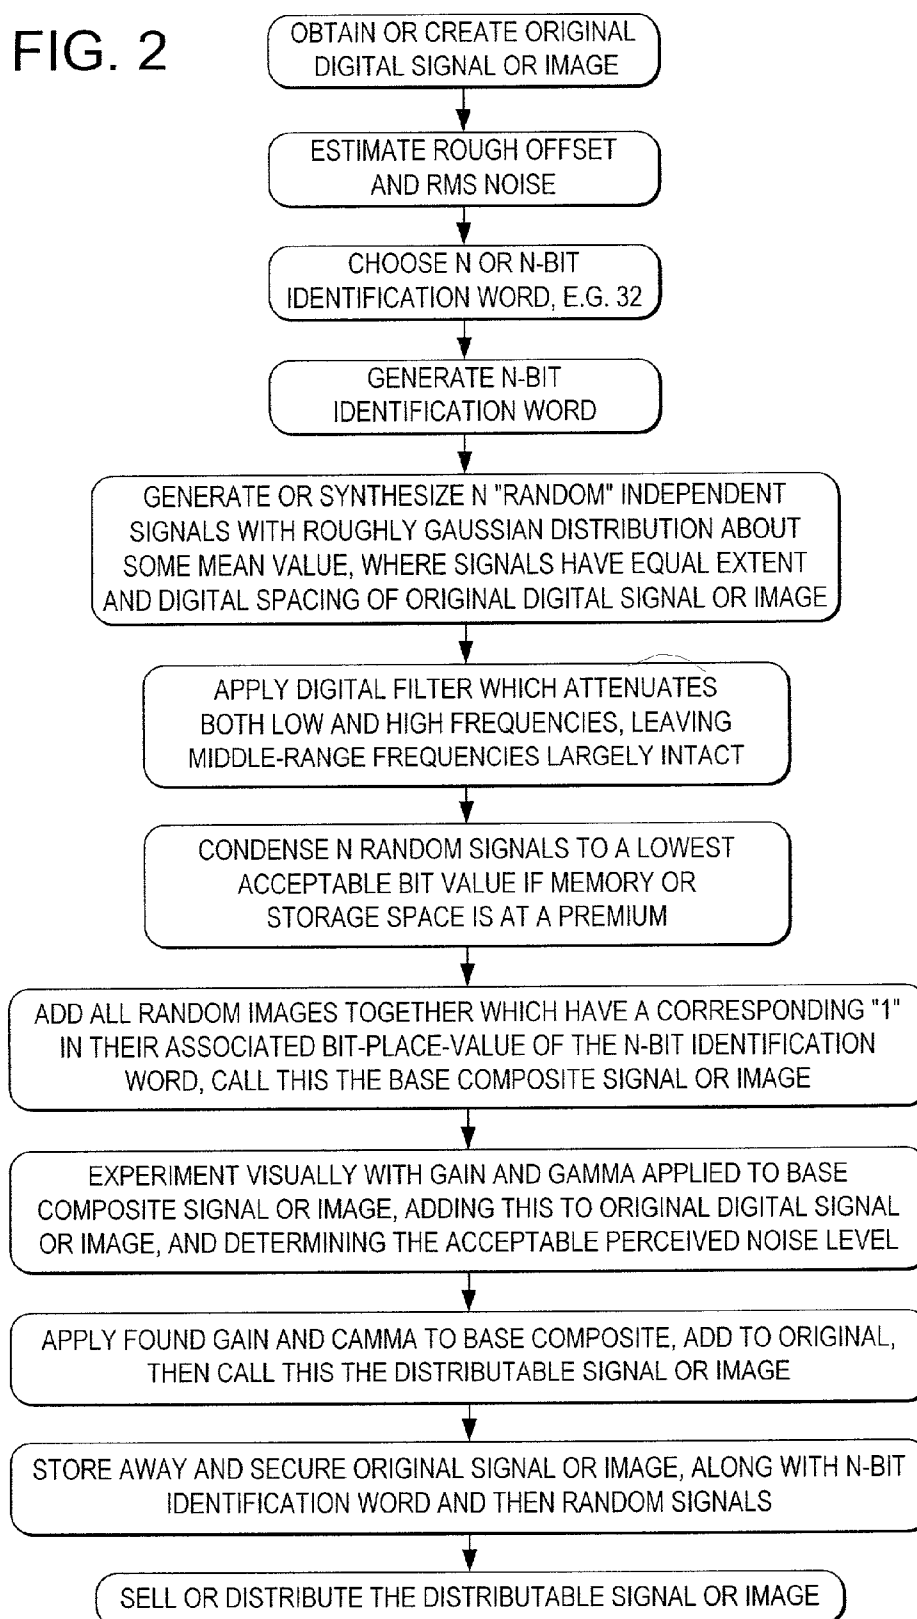 FIG. 2
OBTAIN OR CREATE ORIGINAL
DIGITAL SIGNAL OR IMAGE
ESTIMATE ROUGH OFFSET
AND RMS NOISE
CHOOSE N OR N-BIT
IDENTIFICATION WORD, E.G. 32
GENERATE N-BIT
IDENTIFICATION WORD
GENERATE OR SYNTHESIZE N "RANDOM" INDEPENDENT
SIGNALS WITH ROUGHLY GAUSSIAN DISTRIBUTION ABOUT
SOME MEAN VALUE, WHERE SIGNALS HAVE EQUAL EXTENT
AND DIGITAL SPACING OF ORIGINAL DIGITAL SIGNAL OR IMAGE
APPLY DIGITAL FILTER WHICH ATTENUATES
BOTH LOW AND HIGH FREQUENCIES, LEAVING
MIDDLE-RANGE FREQUENCIES LARGELY INTACT
CONDENSE N RANDOM SIGNALS TO A LOWEST
ACCEPTABLE BIT VALUE IF MEMORY OR
STORAGE SPACE IS AT A PREMIUM
ADD ALL RANDOM IMAGES TOGETHER WHICH HAVE A CORRESPONDING "1"
IN THEIR ASSOCIATED BIT-PLACE-VALUE OF THE N-BIT IDENTIFICATION
WORD, CALL THIS THE BASE COMPOSITE SIGNAL OR IMAGE
EXPERIMENT VISUALLY WITH GAIN AND GAMMA APPLIED TO BASE
COMPOSITE SIGNAL OR IMAGE, ADDING THIS TO ORIGINAL DIGITAL SIGNAL
OR IMAGE, AND DETERMINING THE ACCEPTABLE PERCEIVED NOISE LEVEL
APPLY FOUND GAIN AND CAMMA TO BASE COMPOSITE, ADD TO ORIGINAL,
THEN CALL THIS THE DISTRIBUTABLE SIGNAL OR IMAGE
STORE AWAY AND SECURE ORIGINAL SIGNAL OR IMAGE, ALONG WITH N-BIT
IDENTIFICATION WORD AND THEN RANDOM SIGNALS
SELL OR DISTRIBUTE THE DISTRIBUTABLE SIGNAL OR IMAGE